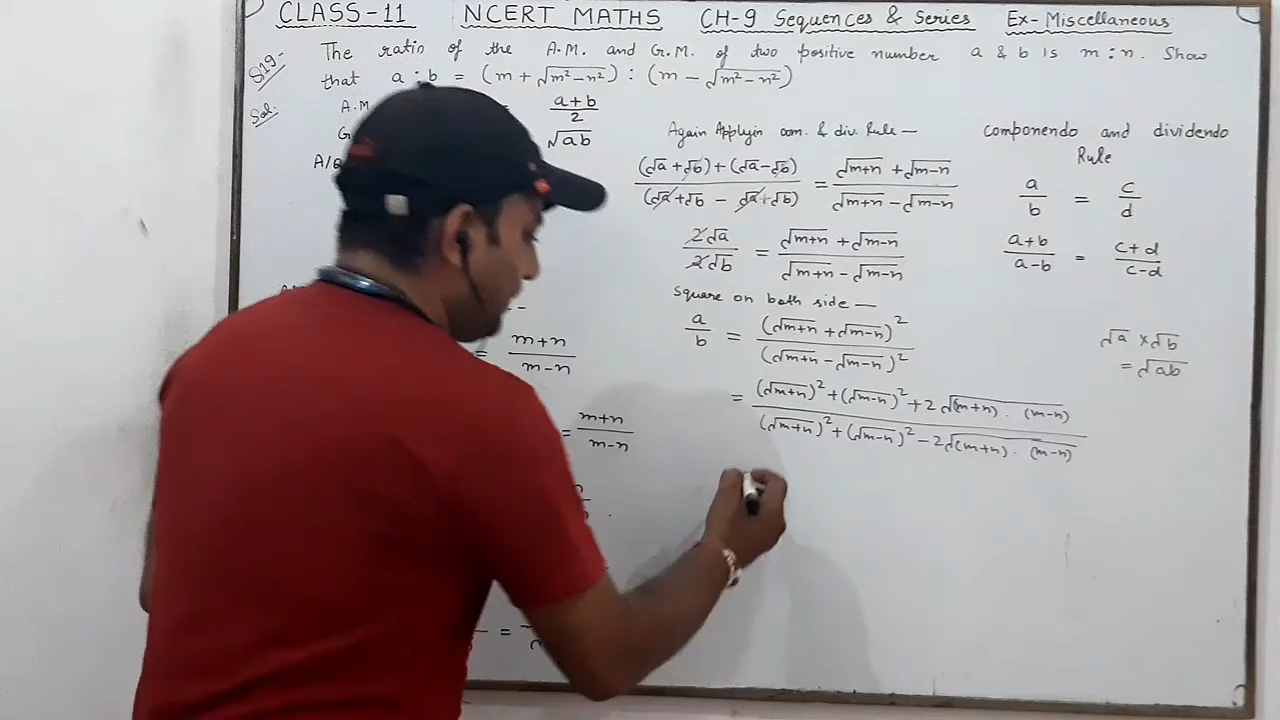 CLASS-11 NCERT MATHS CH-9 Sequences & Series Ex- Miscellaneous
S.19- The ratio of the A.M. and G.M. of two positive number a & b is m : n. Show
that a : b = (m + √(m²-n²)) : (m - √(m²-n²))
Sol. A.M (a+b)/2
G √ab
A/Q
= (m+n)/(m-n)
= (m+n)/(m-n)
Again Applyin com. & div. Rule —
((√a + √b) + (√a - √b))/((√a + √b - √a + √b)) = (√(m+n) + √(m-n))/(√(m+n) - √(m-n))
2√a/2√b = (√(m+n) + √(m-n))/(√(m+n) - √(m-n))
Square on both side —
a/b = (√(m+n) + √(m-n))²/(√(m+n) - √(m-n))²
= ((√(m+n))² + (√(m-n))² + 2√((m+n) · (m-n)))/((√(m+n))² + (√(m-n))² - 2√((m+n) · (m-n)))
componendo and dividendo
Rule
a/b = c/d
(a+b)/(a-b) = (c+d)/(c-d)
√a × √b
= √ab